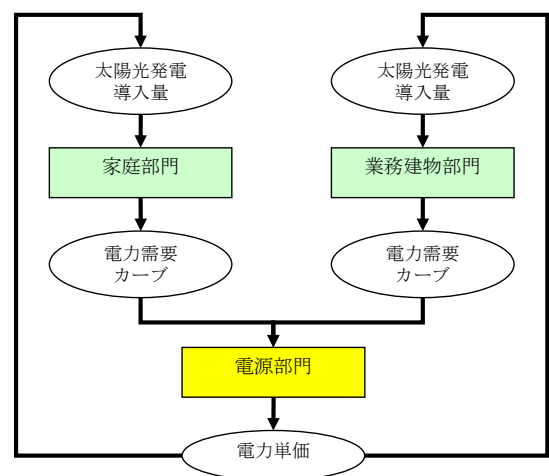 太陽光発電
導入量
太陽光発電
導入量
家庭部門
業務建物部門
電力需要
カーブ
電力需要
カーブ
電源部門
電力単価